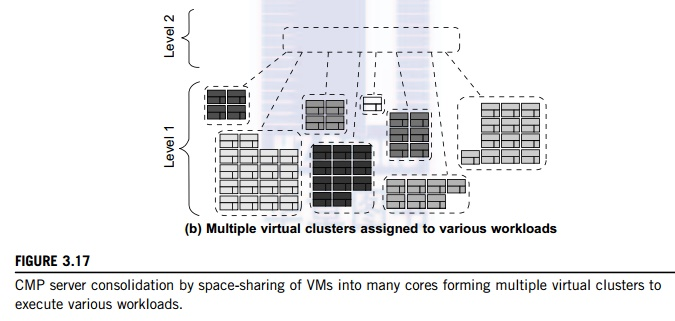 Level 2
Level 1
(b) Multiple virtual clusters assigned to various workloads
FIGURE 3.17
CMP server consolidation by space-sharing of VMs into many cores forming multiple virtual clusters to
execute various workloads.